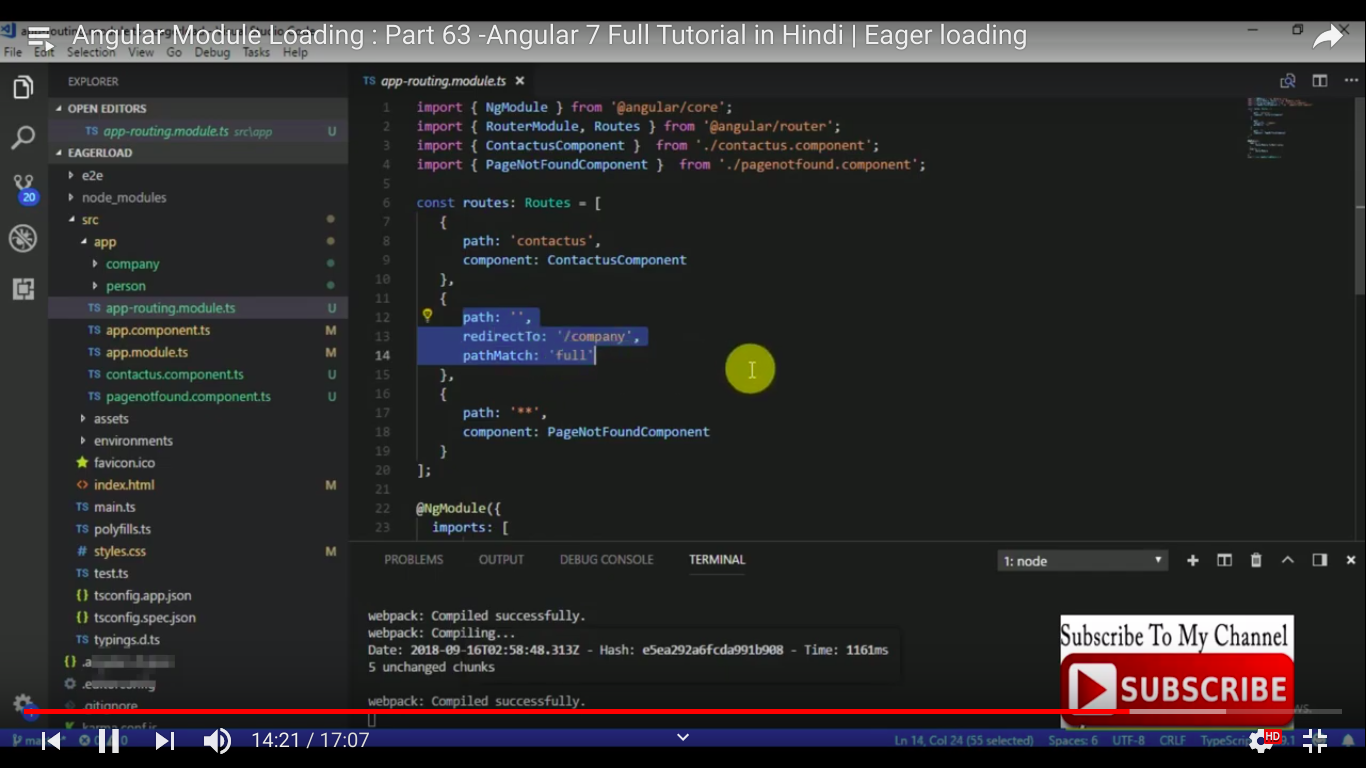 Angular Module Loading : Part 63 -Angular 7 Full Tutorial in Hindi | Eager loading
File Edit Selection View Go Debug Tasks Help
EXPLORER
OPEN EDITORS
TS app-routing.module.ts src\app U
EAGERLOAD
e2e
node_modules
src
app
company
person
TS app-routing.module.ts U
TS app.component.ts M
TS app.module.ts M
TS contactus.component.ts U
TS pagenotfound.component.ts U
assets
environments
favicon.ico
<> index.html M
TS main.ts
TS polyfills.ts
# styles.css M
TS test.ts
{} tsconfig.app.json
{} tsconfig.spec.json
TS typings.d.ts
.editorconfig
.gitignore
karma.conf.js
20
TS app-routing.module.ts ×
1 import { NgModule } from '@angular/core';
2 import { RouterModule, Routes } from '@angular/router';
3 import { ContactusComponent }  from './contactus.component';
4 import { PageNotFoundComponent }  from './pagenotfound.component';
5
6 const routes: Routes = [
7 {
8 path: 'contactus',
9 component: ContactusComponent
10 },
11 {
12 path: '',
13 redirectTo: '/company',
14 pathMatch: 'full'
15 },
16 {
17 path: '**',
18 component: PageNotFoundComponent
19 }
20 ];
21
22 @NgModule({
23 imports: [
PROBLEMS OUTPUT DEBUG CONSOLE TERMINAL 1: node
webpack: Compiled successfully.
webpack: Compiling...
Date: 2018-09-16T02:58:48.313Z - Hash: e5ea292a6fcda991b908 - Time: 1161ms
5 unchanged chunks
webpack: Compiled successfully.
Subscribe To My Channel
SUBSCRIBE
14:21 / 17:07
HD
Ln 14, Col 24 (55 selected) Spaces: 6 UTF-8 CRLF